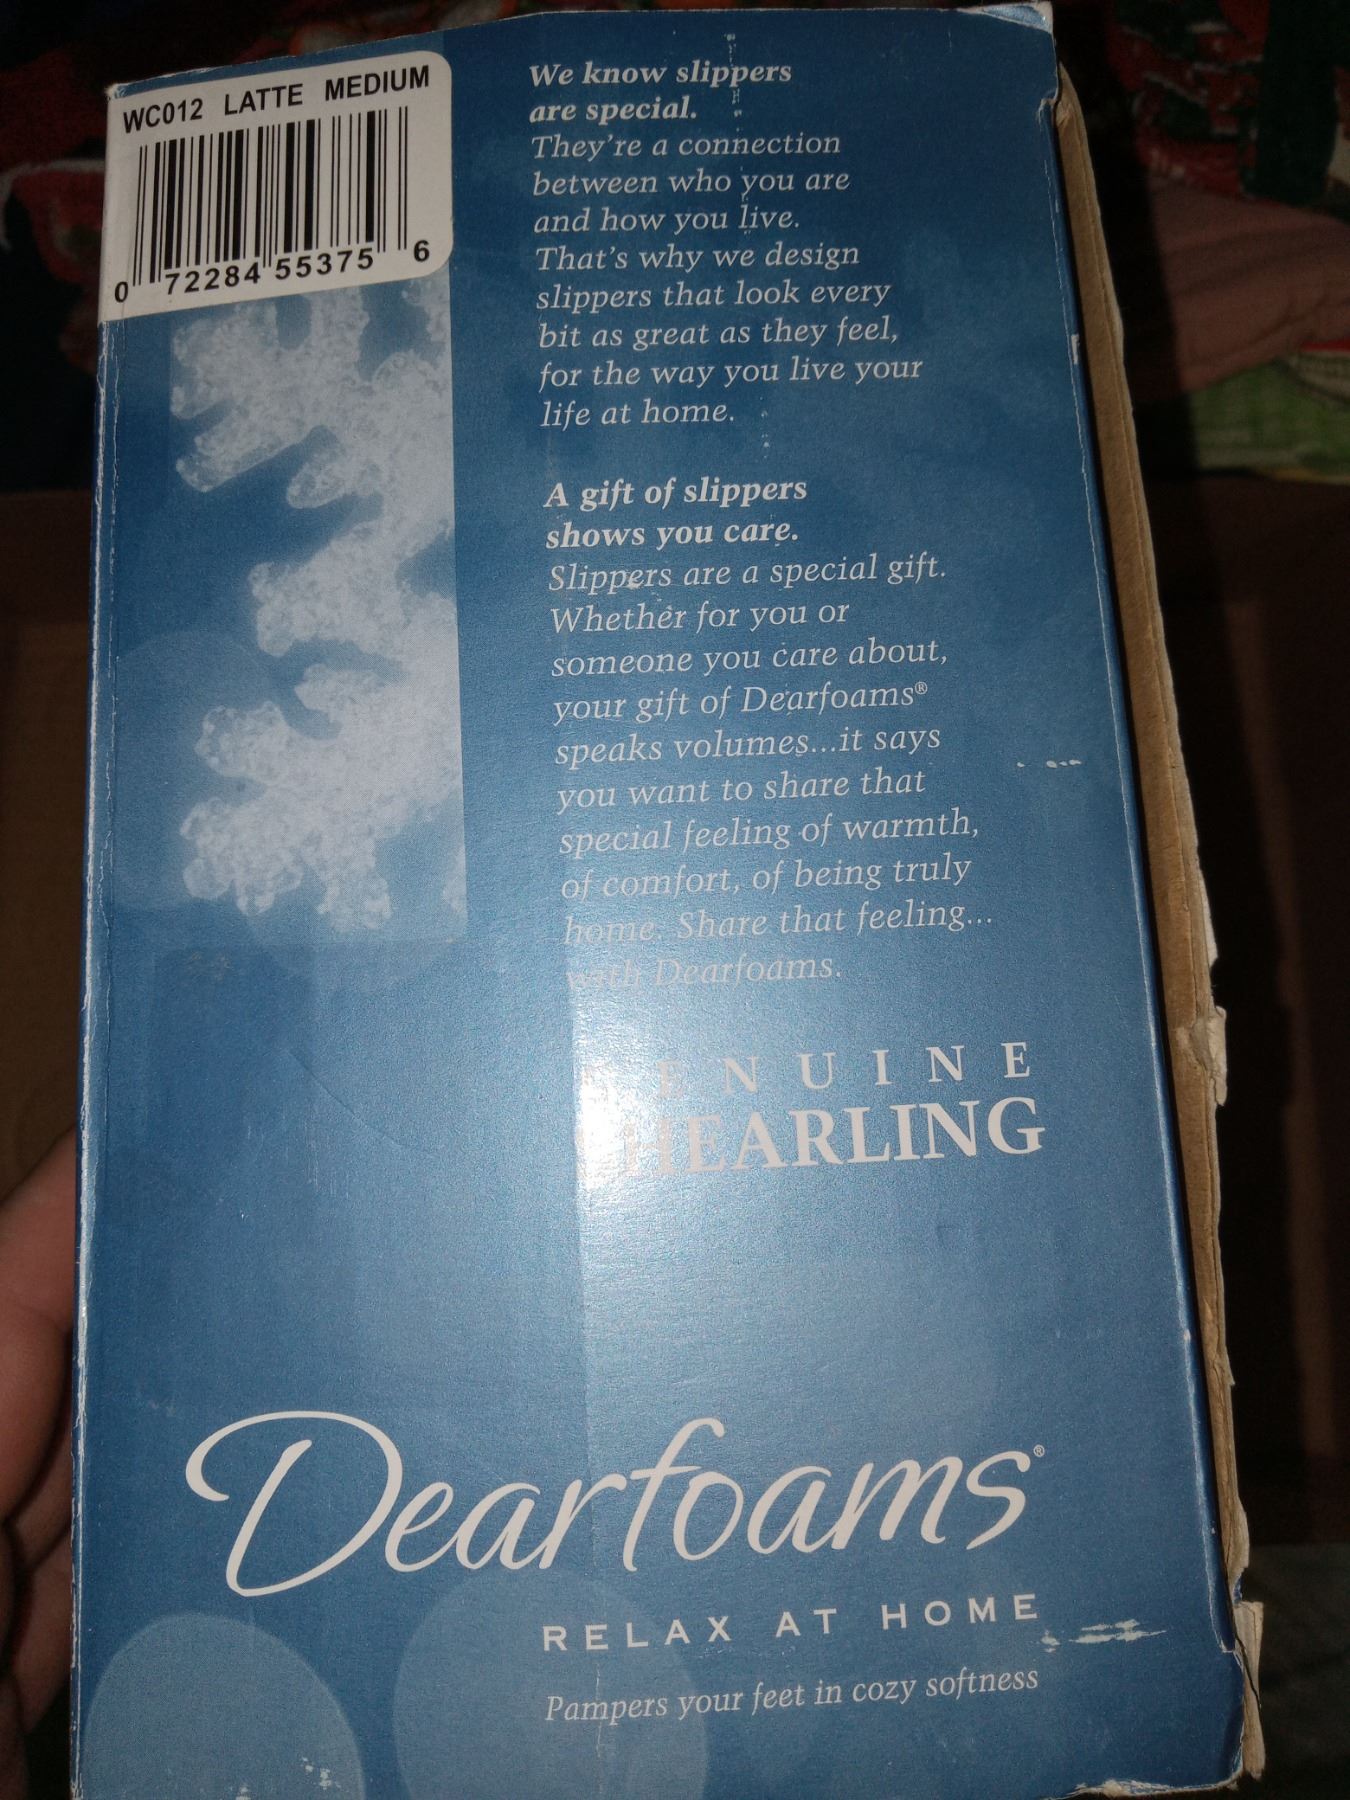 WC012 LATTE MEDIUM
0 72284 55375 6
We know slippers
are special.
They're a connection
between who you are
and how you live.
That's why we design
slippers that look every
bit as great as they feel,
for the way you live your
life at home.
A gift of slippers
shows you care.
Slippers are a special gift.
Whether for you or
someone you care about,
your gift of Dearfoams®
speaks volumes...it says
you want to share that
special feeling of warmth,
of comfort, of being truly
home. Share that feeling...
with Dearfoams.
GENUINE
SHEARLING
Dearfoams®
RELAX AT HOME
Pampers your feet in cozy softness